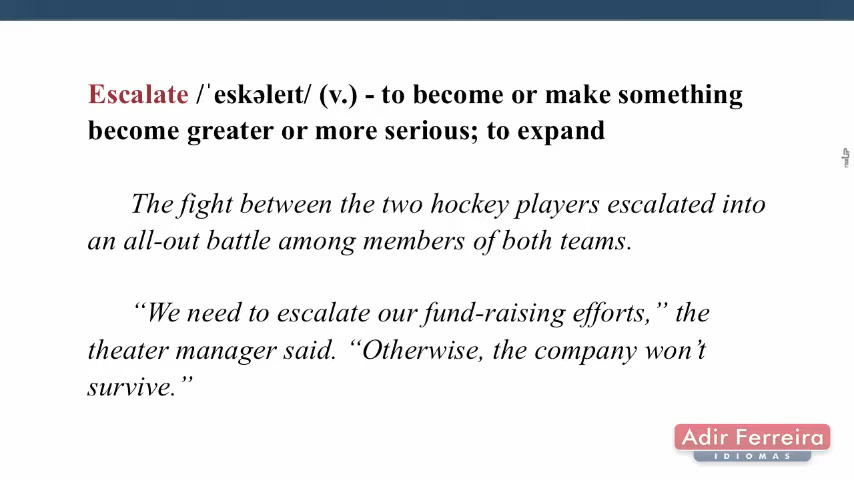 Escalate /ˈeskəleɪt/ (v.) - to become or make something
become greater or more serious; to expand
The fight between the two hockey players escalated into
an all-out battle among members of both teams.
“We need to escalate our fund-raising efforts,” the
theater manager said. “Otherwise, the company won’t
survive.”
Adir Ferreira
IDIOMAS